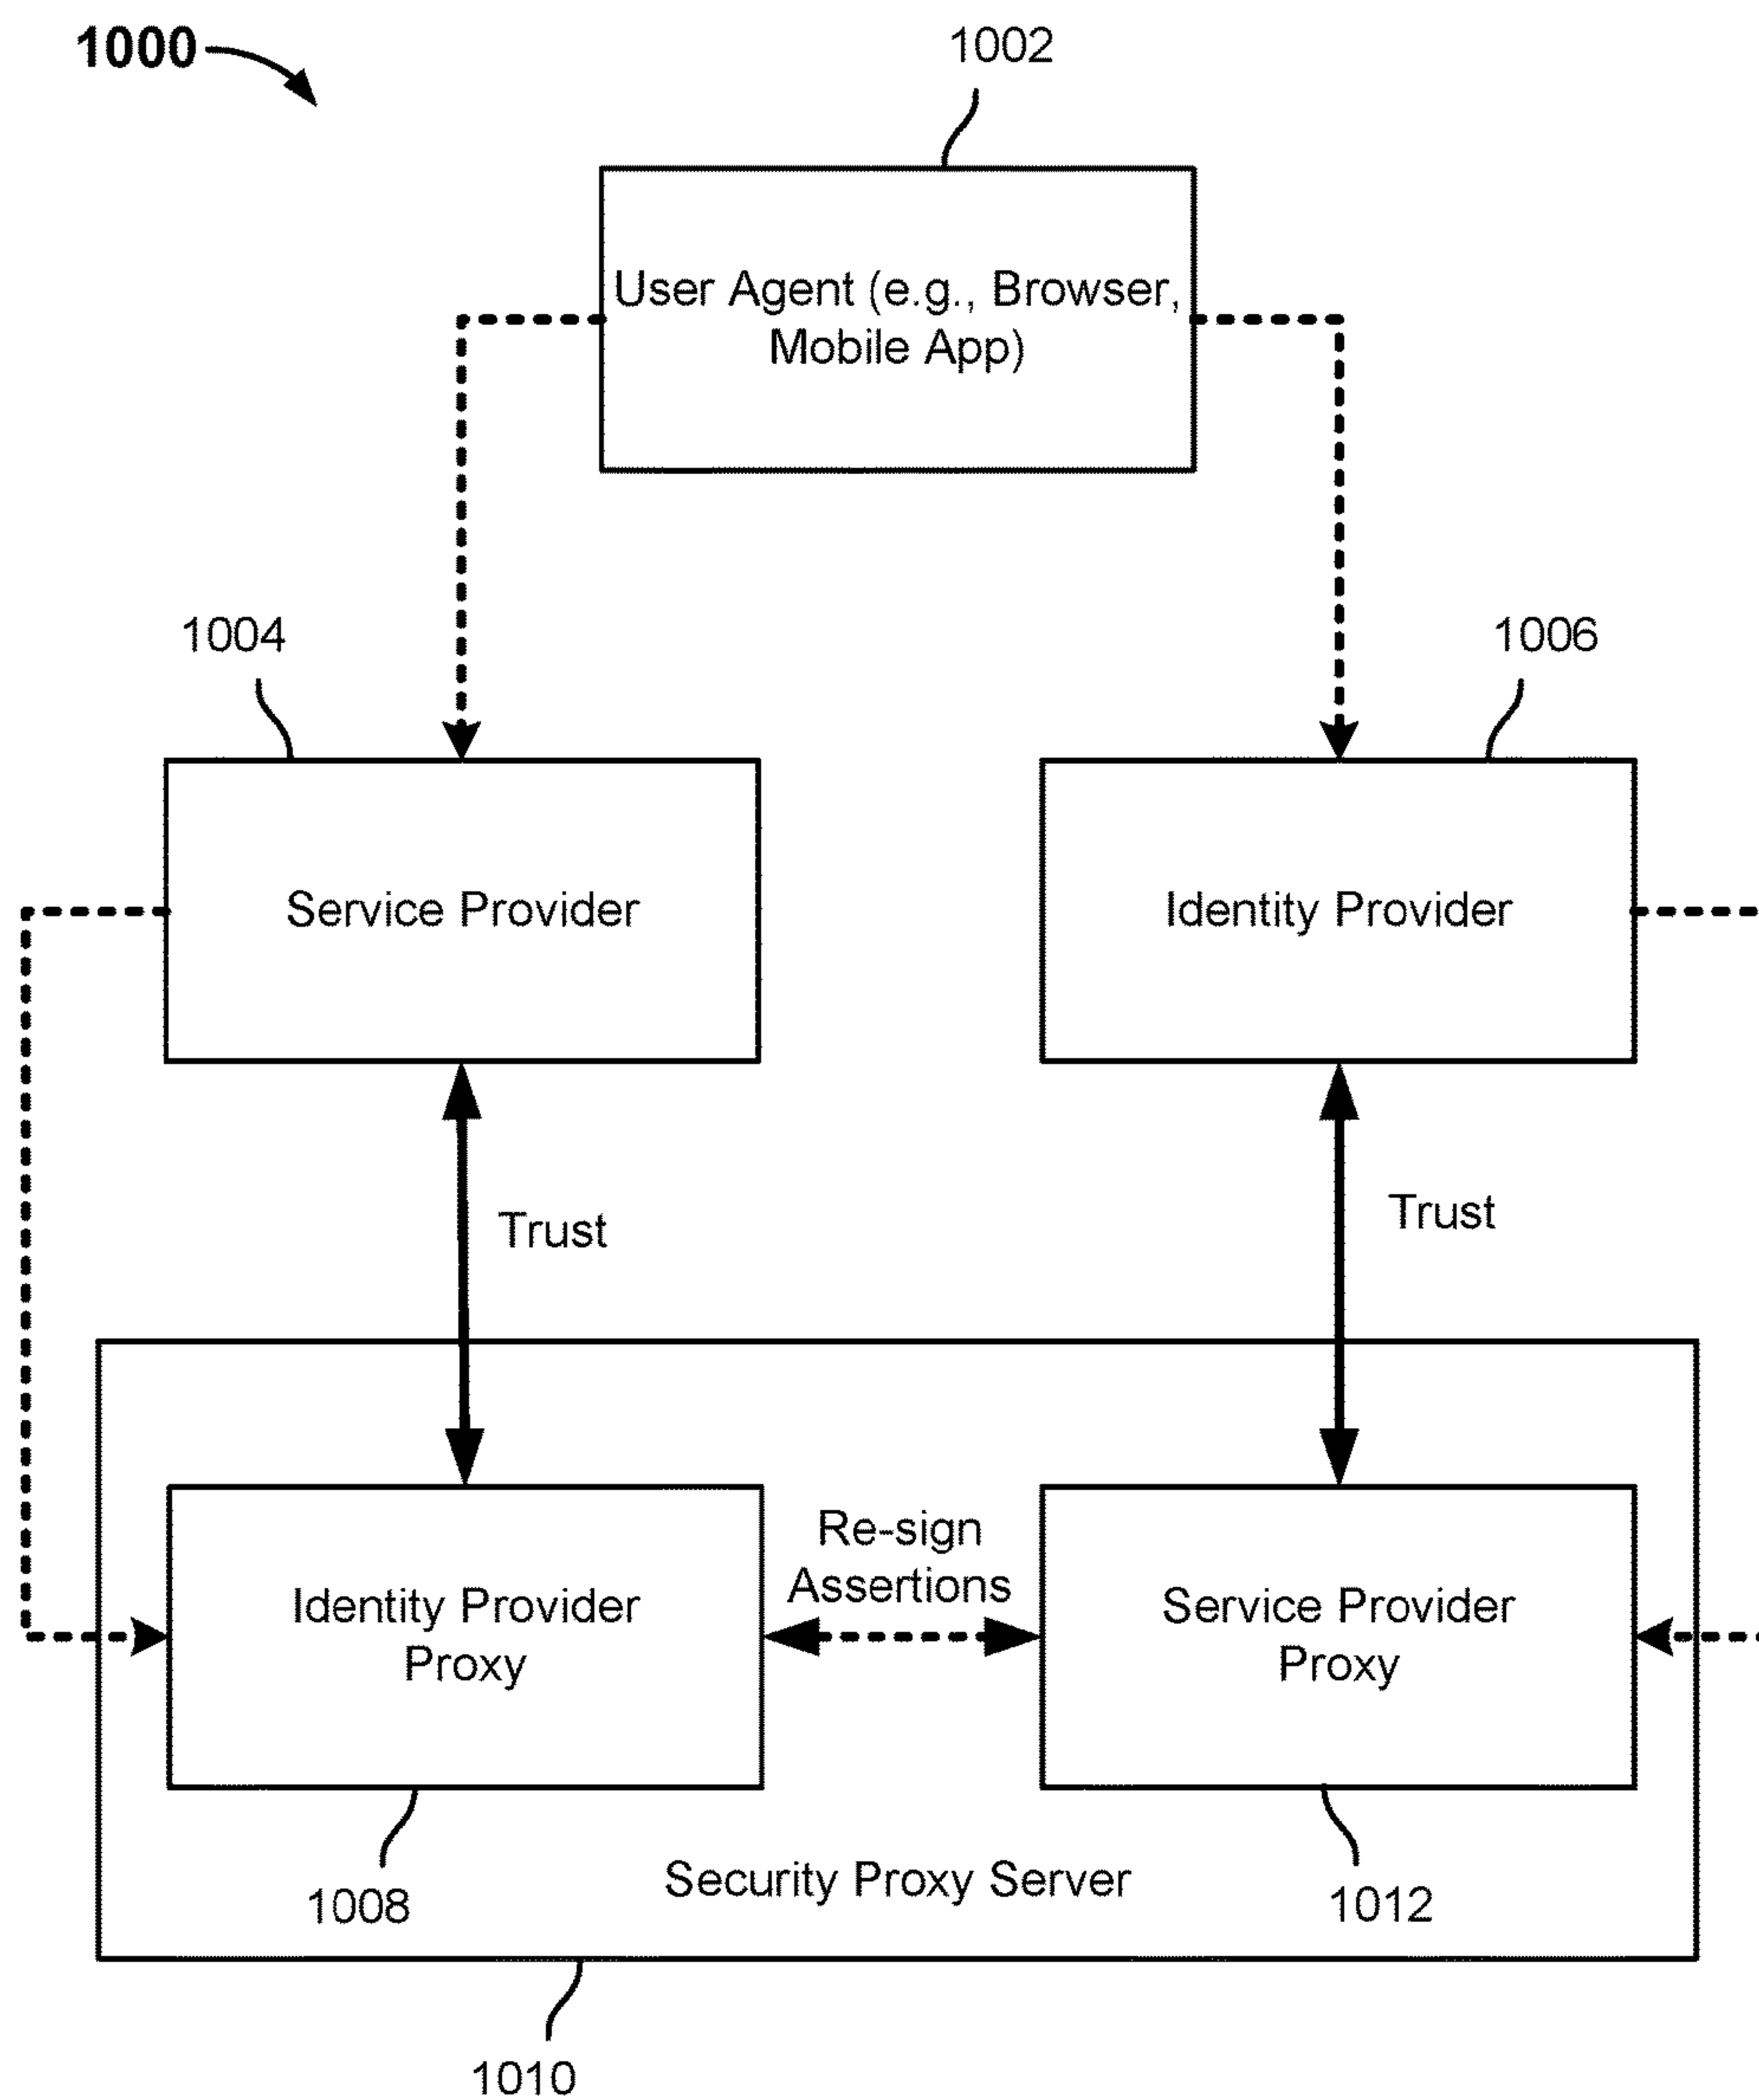 1000
1002
User Agent (e.g., Browser,
Mobile App)
1004
1006
Service Provider
Identity Provider
Trust
Trust
Re-sign
Assertions
Identity Provider
Proxy
Service Provider
Proxy
1008
Security Proxy Server
1012
1010